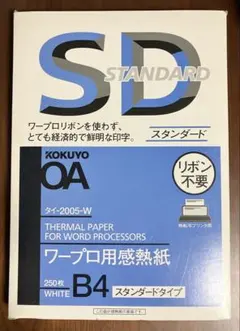 SD
STANDARD
ワープロリボンを使わず、
とても経済的で鮮明な印字。
スタンダード
KOKUYO
OA
リボン
不要
タイ-2005-W
THERMAL PAPER
FOR WORD PROCESSORS
ワープロ用感熱紙
250枚
WHITE
B4
スタンダードタイプ